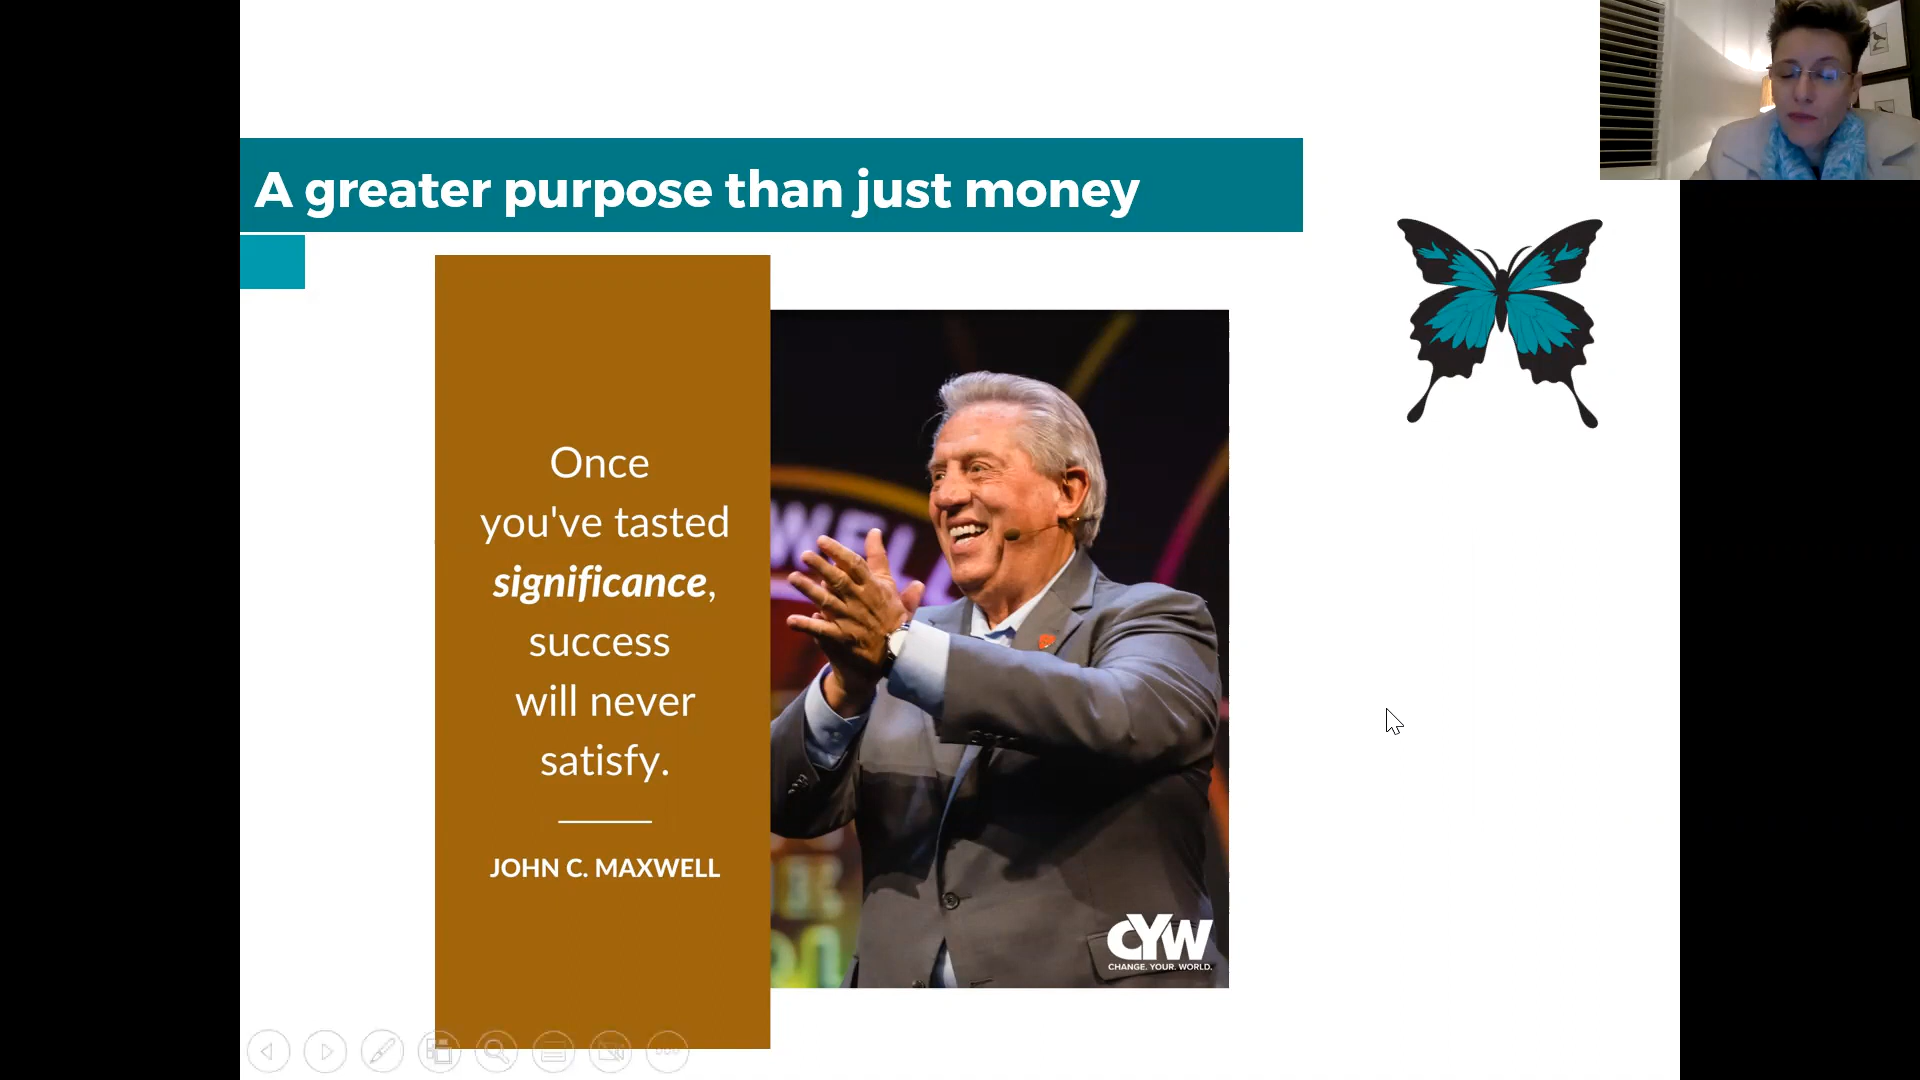 A greater purpose than just money
Once
you've tasted
significance,
success
will never
satisfy.
JOHN C. MAXWELL
CYW
CHANGE. YOUR. WORLD.